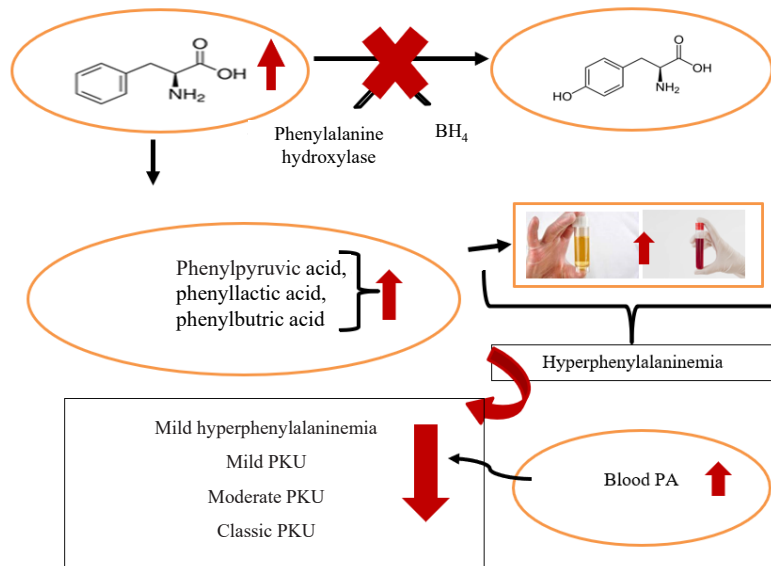 O
OH
NH2
O
OH
NH2
HO
Phenylalanine
hydroxylase
BH4
Phenylpyruvic acid,
phenyllactic acid,
phenylbutric acid
Hyperphenylalaninemia
Mild hyperphenylalaninemia
Mild PKU
Moderate PKU
Classic PKU
Blood PA